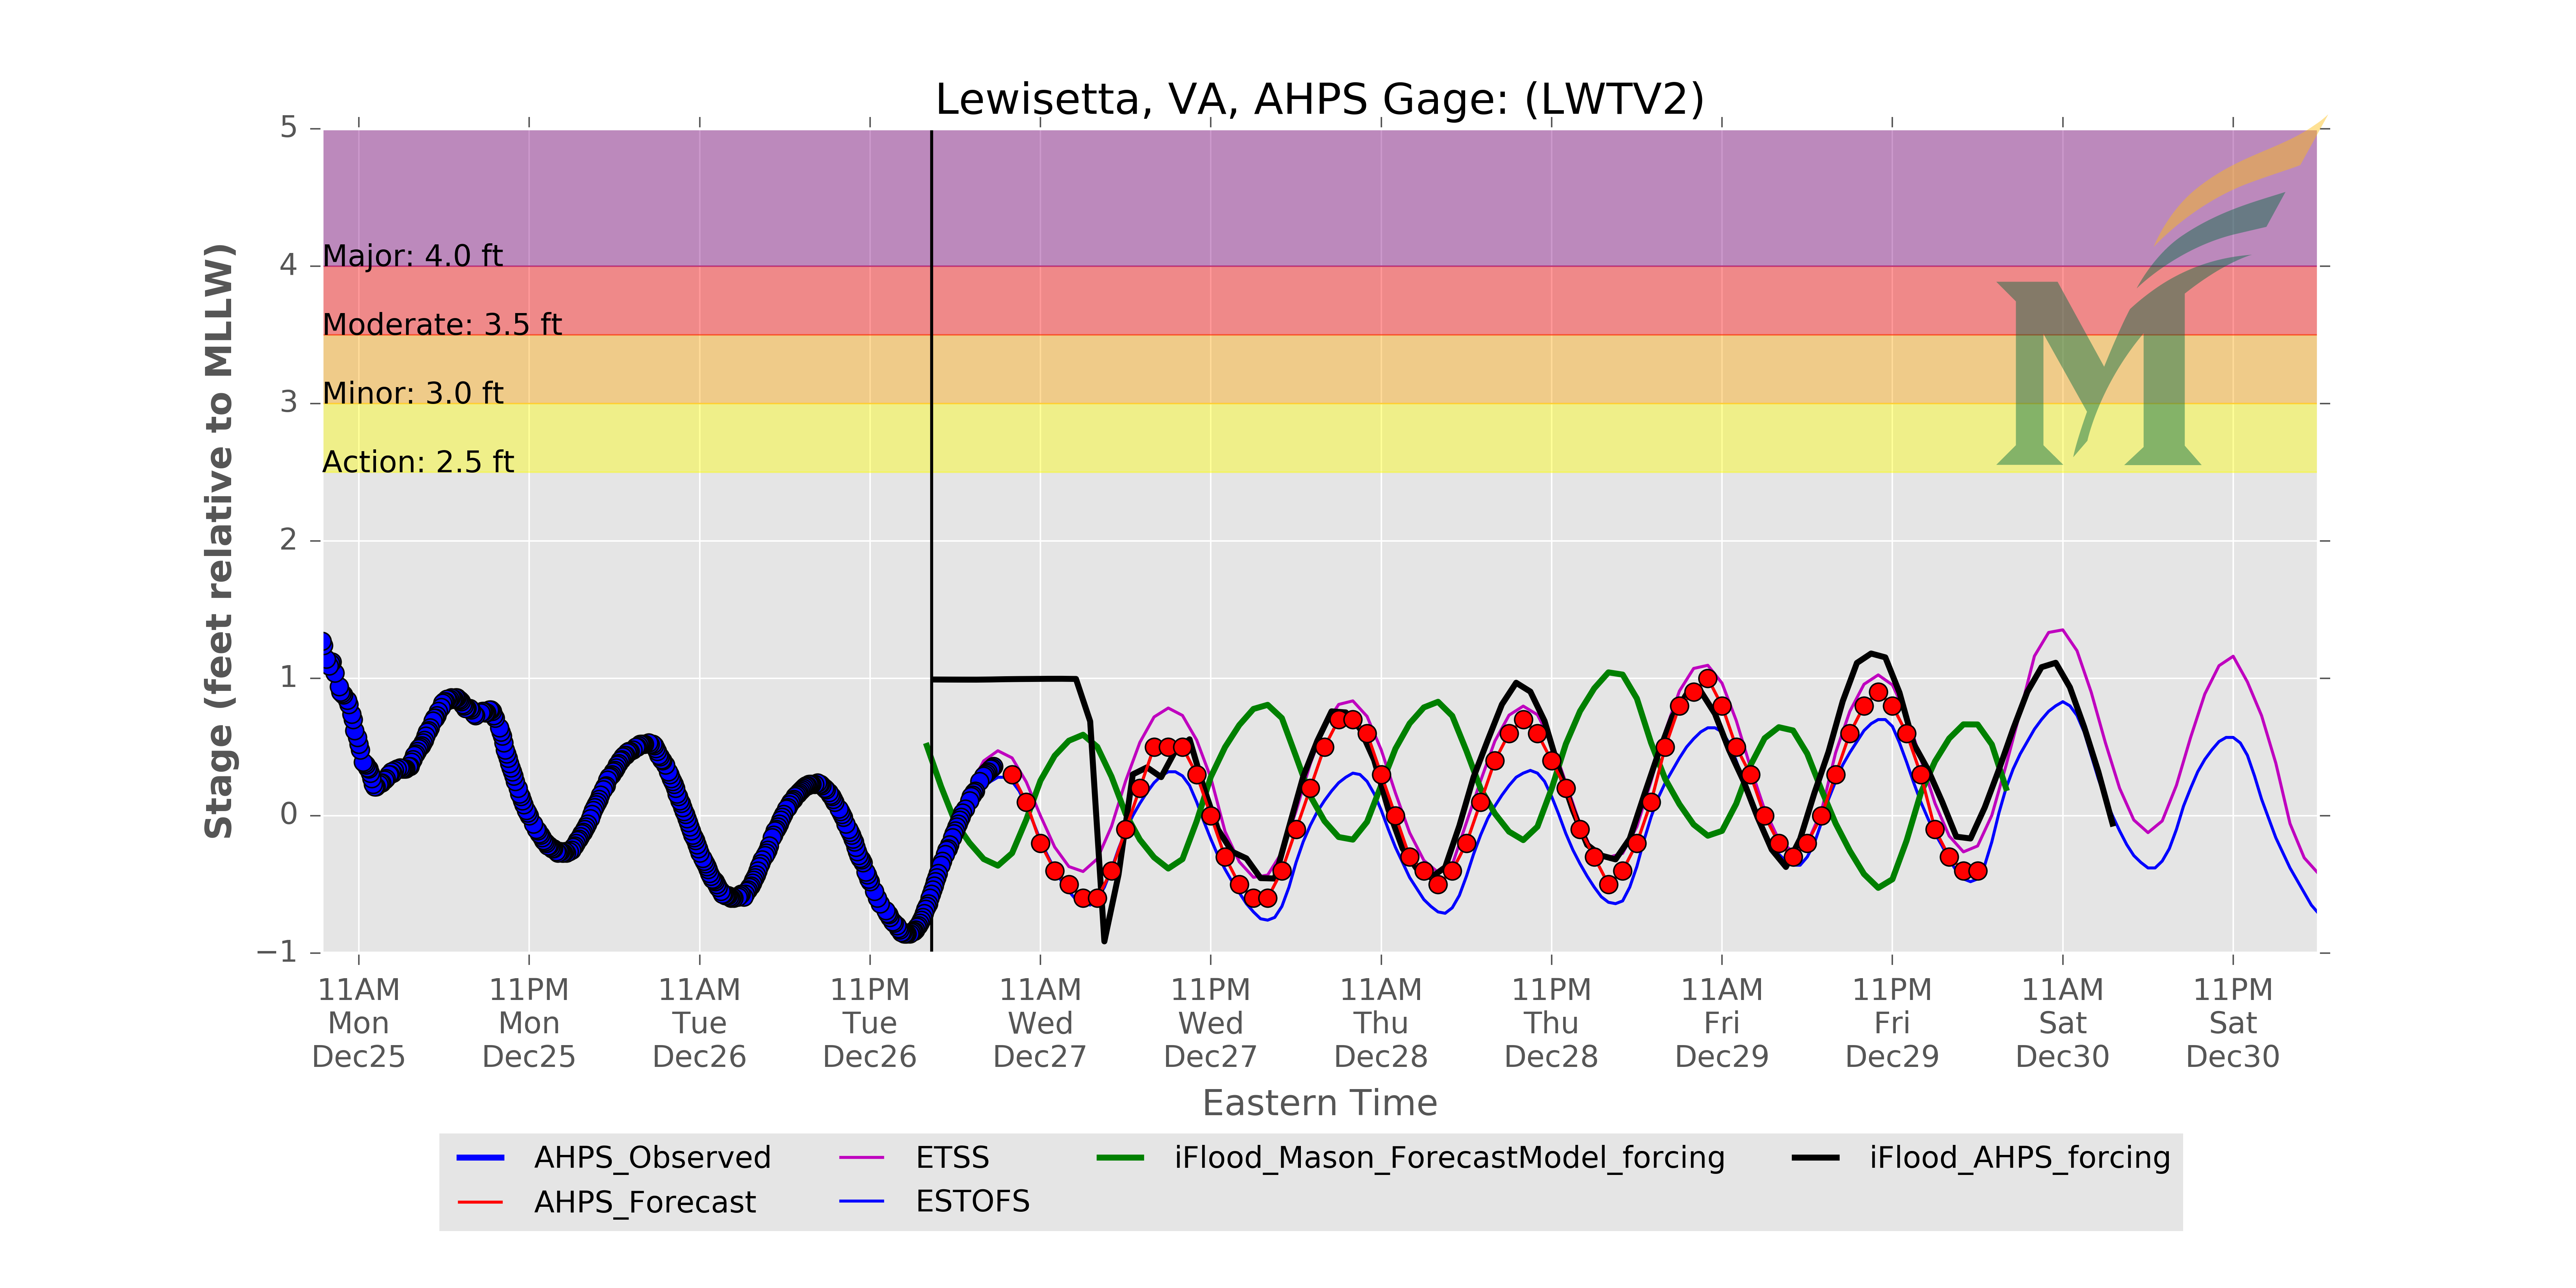 Lewisetta, VA, AHPS Gage: (LWTV2)
Stage (feet relative to MLLW)
5
4
3
2
1
0
−1
Major: 4.0 ft
Moderate: 3.5 ft
Minor: 3.0 ft
Action: 2.5 ft
M
11AM 11PM 11AM 11PM 11AM 11PM 11AM 11PM 11AM 11PM 11AM 11PM
Mon Mon Tue Tue Wed Wed Thu Thu Fri Fri Sat Sat
Dec25 Dec25 Dec26 Dec26 Dec27 Dec27 Dec28 Dec28 Dec29 Dec29 Dec30 Dec30
Eastern Time
AHPS_Observed ETSS iFlood_Mason_ForecastModel_forcing iFlood_AHPS_forcing
AHPS_Forecast ESTOFS